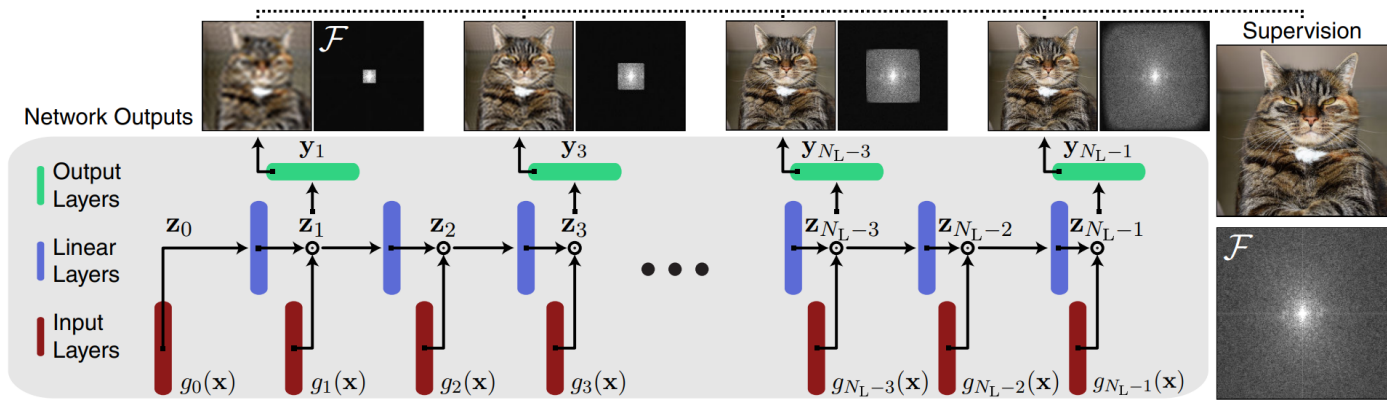 Supervision
ℱ
Network Outputs
y₁ y₃ y_{N_L−3} y_{N_L−1}
Output
Layers
z₀ z₁ z₂ z₃ z_{N_L−3} z_{N_L−2} z_{N_L−1}
Linear
Layers
ℱ
Input
Layers
g₀(x) g₁(x) g₂(x) g₃(x) g_{N_L−3}(x) g_{N_L−2}(x) g_{N_L−1}(x)